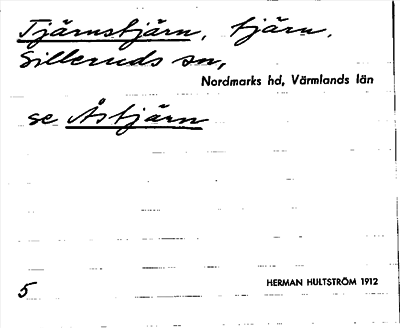 Tjärnstjärn, tjärn,
Silleruds sn,
Nordmarks hd, Värmlands län
se Åstjärn
HERMAN HULTSTRÖM 1912
5